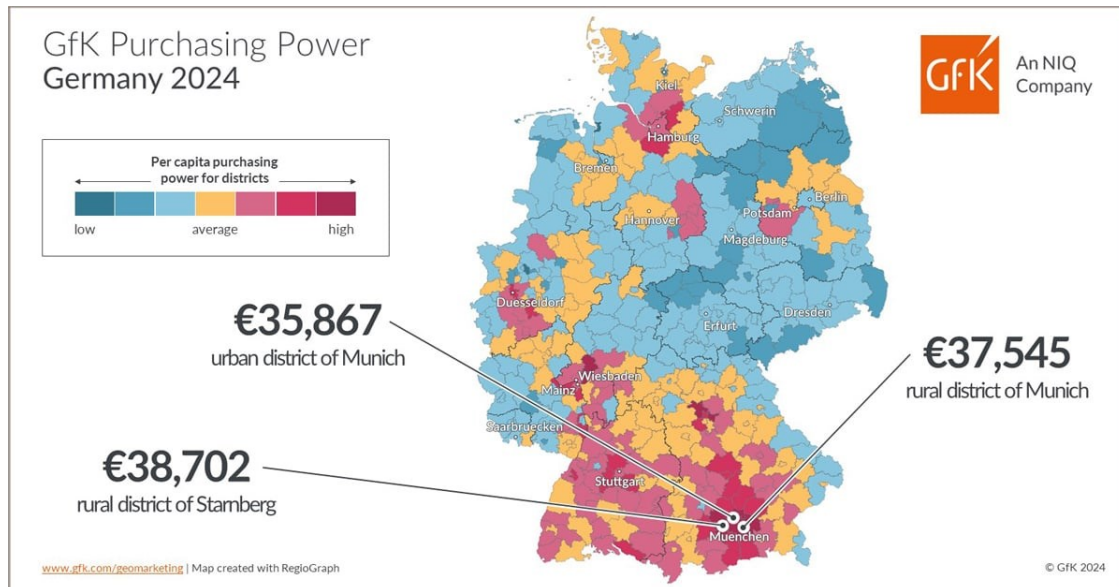 GfK Purchasing Power
Germany 2024
GfK
An NIQ
Company
Per capita purchasing
power for districts
low
average
high
Kiel
Schwerin
Hamburg
Bremen
Berlin
Potsdam
Hannover
Magdeburg
Duesseldorf
Erfurt
Dresden
Wiesbaden
Mainz
Saarbruecken
Stuttgart
Muenchen
€35,867
urban district of Munich
€37,545
rural district of Munich
€38,702
rural district of Starnberg
www.gfk.com/geomarketing | Map created with RegioGraph
© GfK 2024